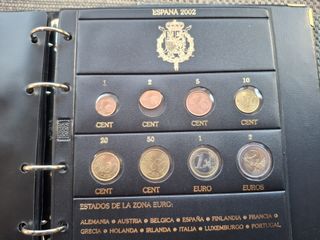 ESPAÑA 2002
1 2 5 10
CENT CENT CENT CENT
20 50 1 2
CENT CENT EURO EUROS
ESTADOS DE LA ZONA EURO:
ALEMANIA • AUSTRIA • BELGICA • ESPAÑA • FINLANDIA • FRANCIA •
GRECIA • HOLANDA • IRLANDA • ITALIA • LUXEMBURGO • PORTUGAL